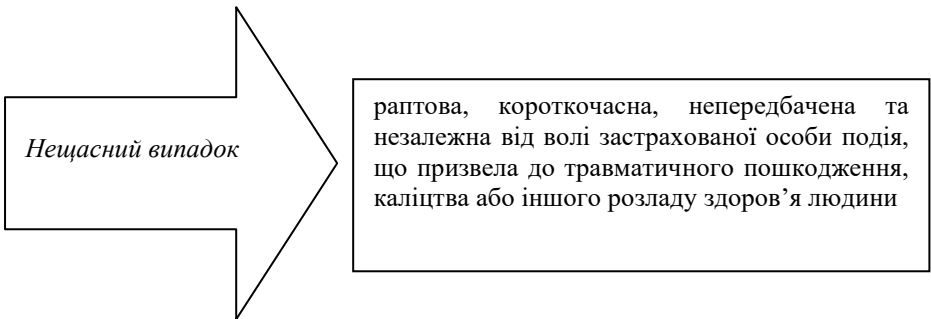 Нещасний випадок
раптова, короткочасна, непередбачена та
незалежна від волі застрахованої особи подія,
що призвела до травматичного пошкодження,
каліцтва або іншого розладу здоров’я людини